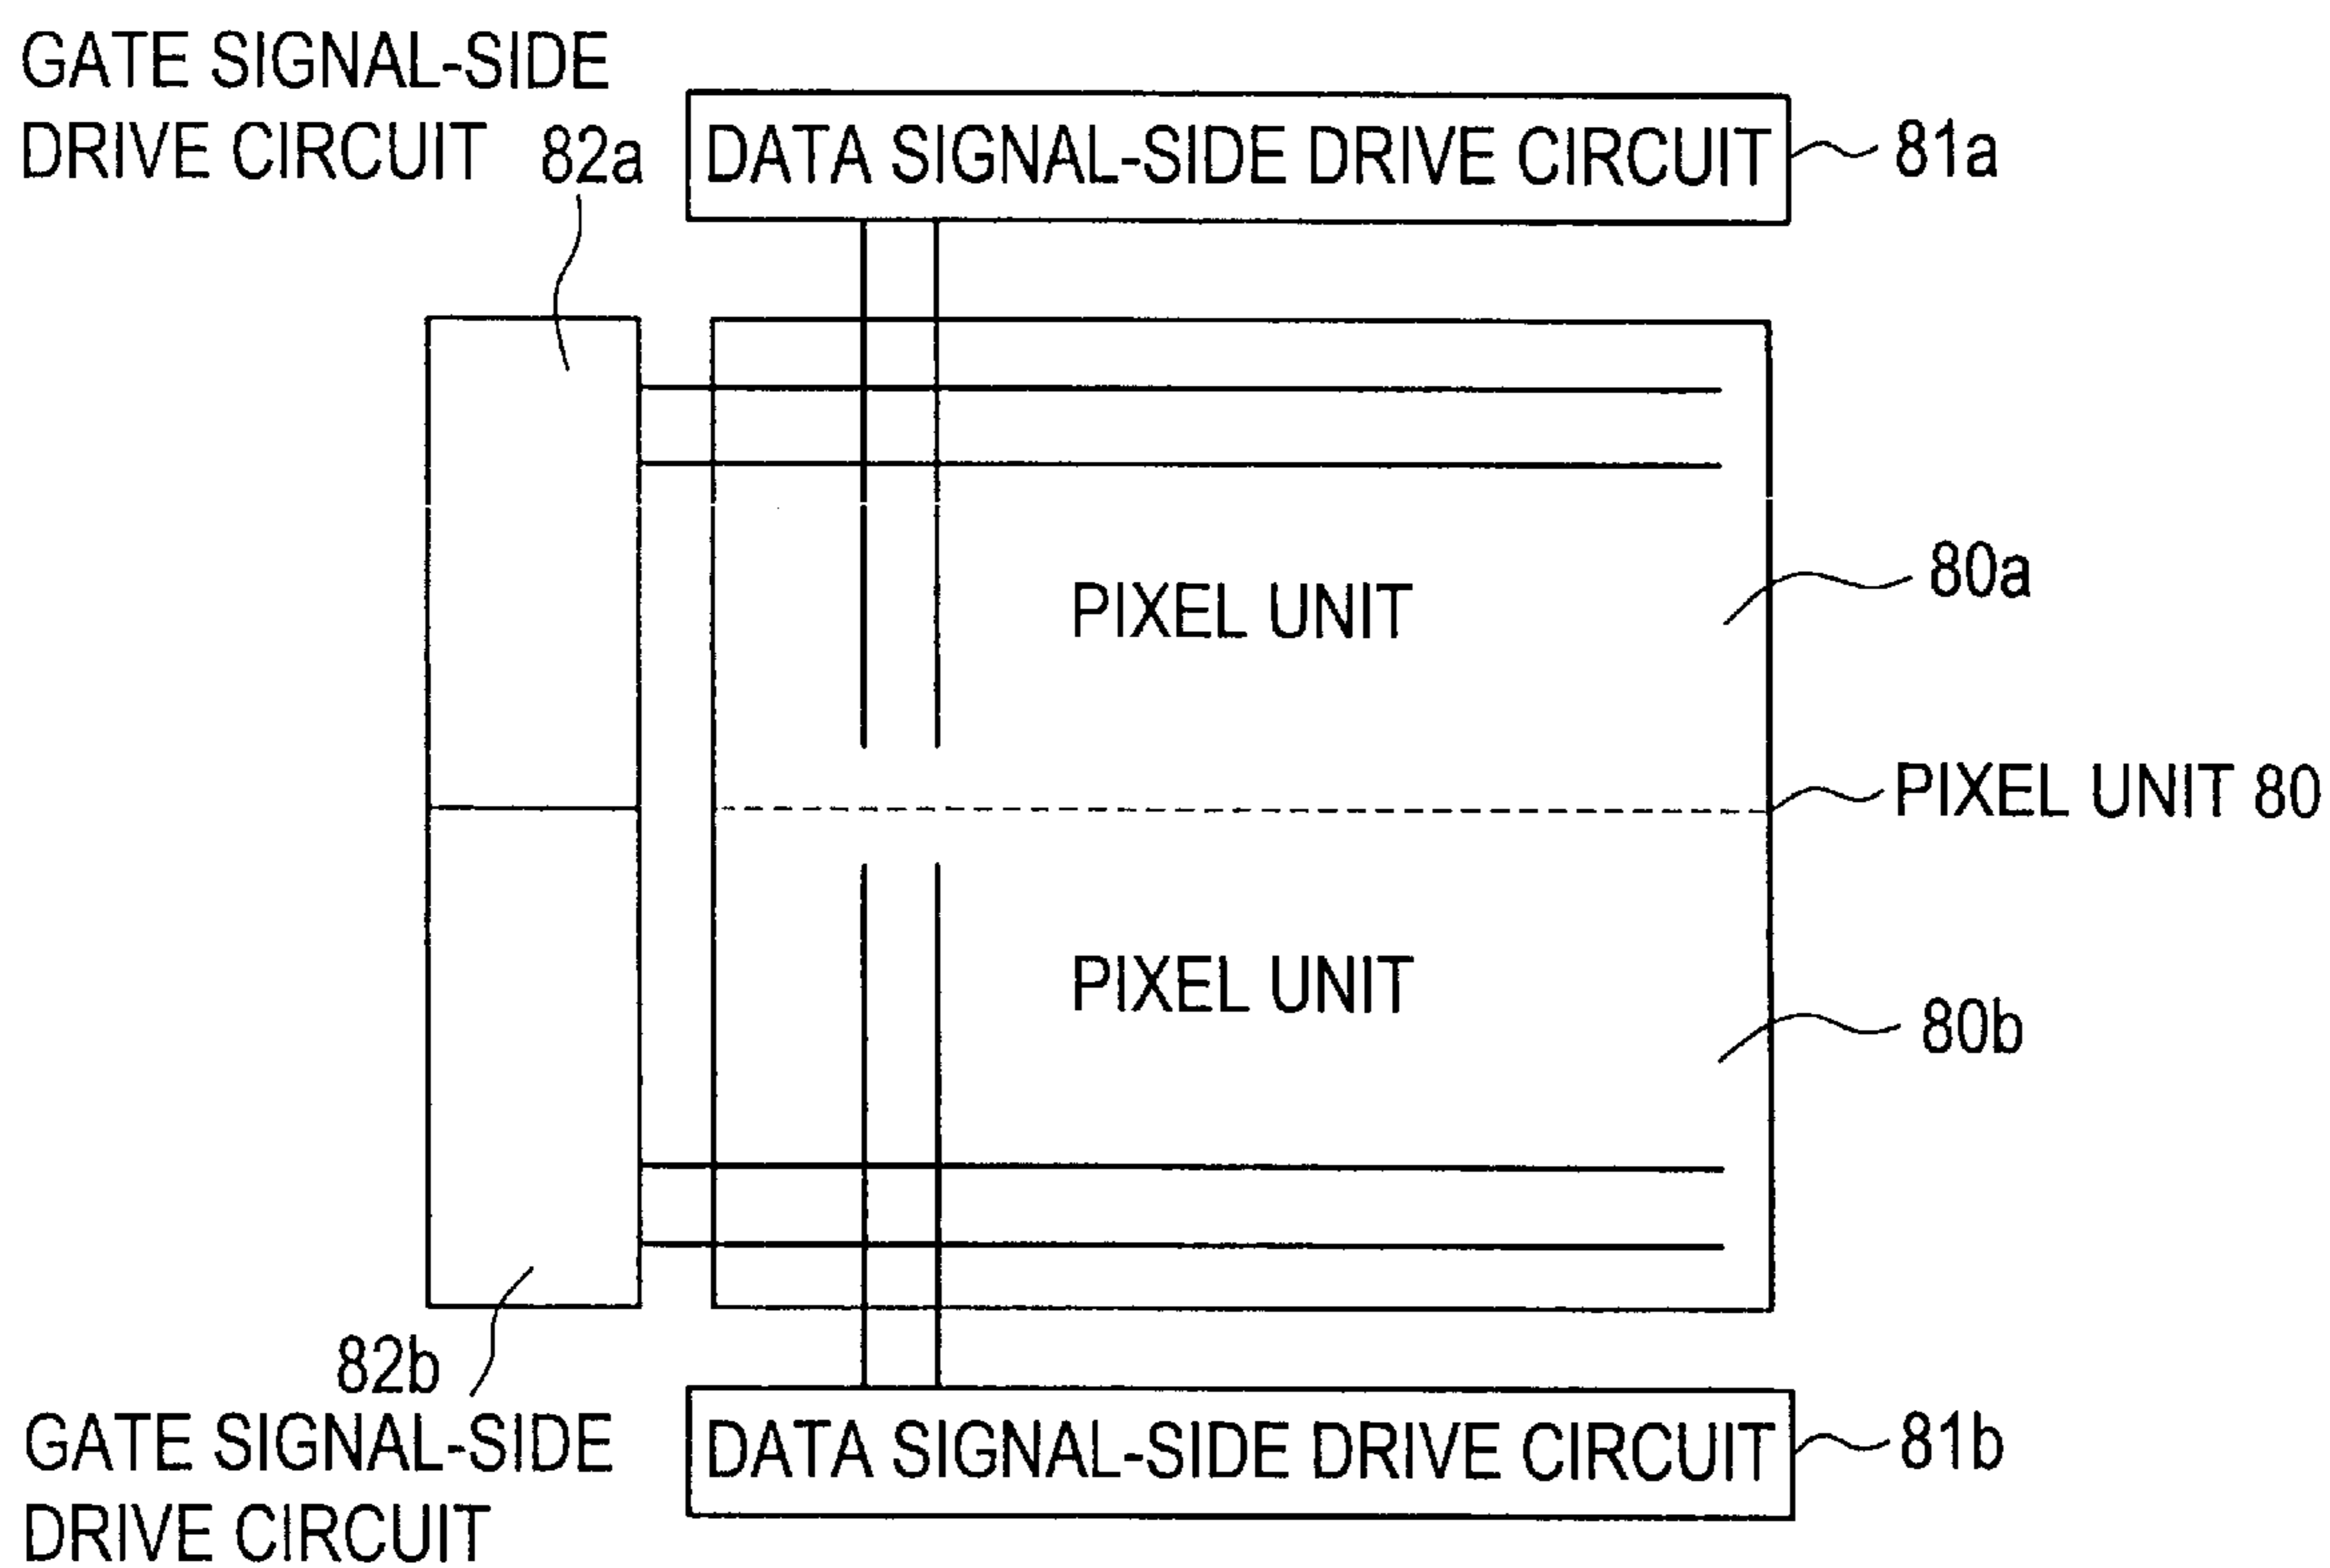 GATE SIGNAL-SIDE
DRIVE CIRCUIT
82a
DATA SIGNAL-SIDE DRIVE CIRCUIT
81a
PIXEL UNIT
80a
PIXEL UNIT 80
PIXEL UNIT
80b
82b
GATE SIGNAL-SIDE
DRIVE CIRCUIT
DATA SIGNAL-SIDE DRIVE CIRCUIT
81b